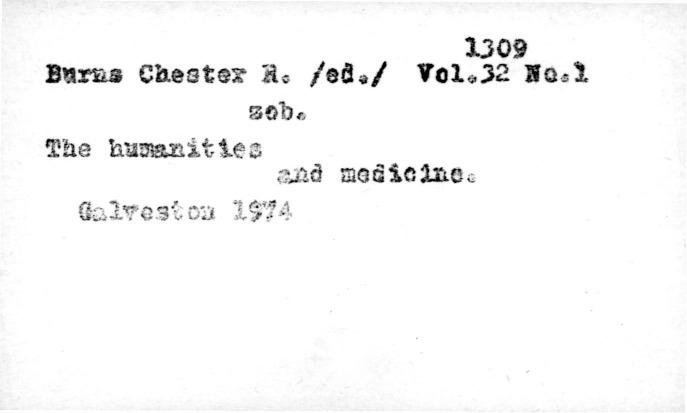 1309
Burns Chester R. /ed./ Vol.32 No.1
zob.
The humanities
and medicine.
Galveston 1974